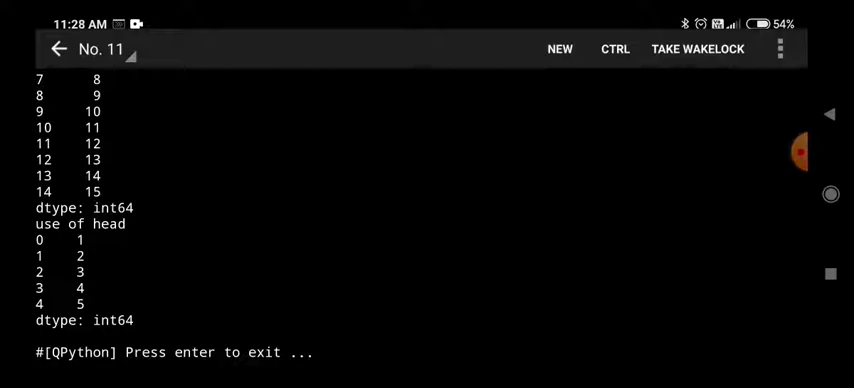 11:28 AM 54%
No. 11 NEW CTRL TAKE WAKELOCK
7 8
8 9
9 10
10 11
11 12
12 13
13 14
14 15
dtype: int64
use of head
0 1
1 2
2 3
3 4
4 5
dtype: int64
#[QPython] Press enter to exit ...